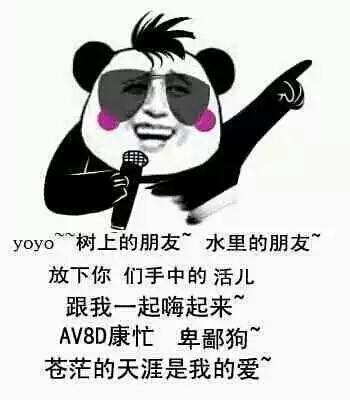 yoyo~~树上的朋友~ 水里的朋友~
放下你 们手中的 活儿
跟我一起嗨起来~
AV8D康忙 卑鄙狗~
苍茫的天涯是我的爱~